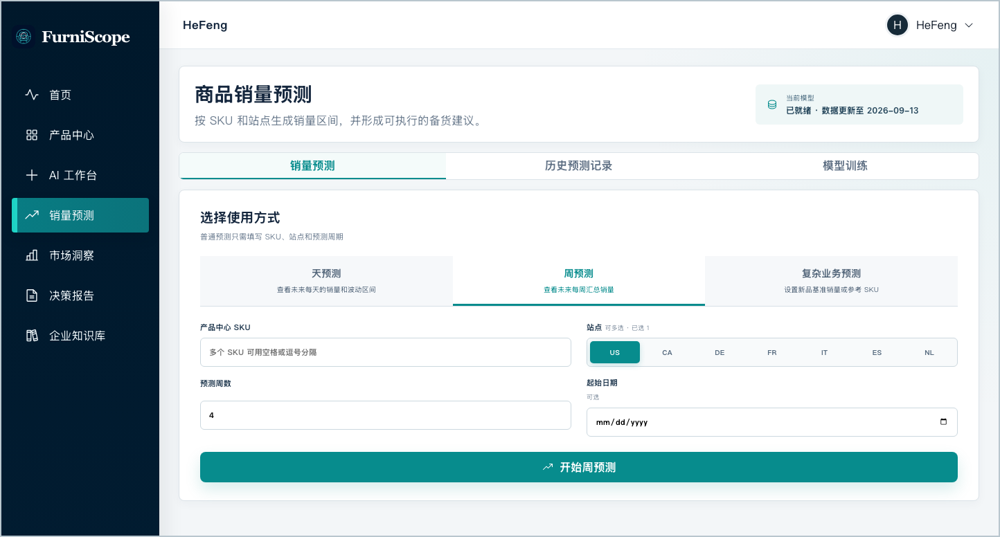 FurniScope
首页
产品中心
AI 工作台
销量预测
市场洞察
决策报告
企业知识库
HeFeng
H HeFeng
商品销量预测
按 SKU 和站点生成销量区间，并形成可执行的备货建议。
当前模型
已就绪 · 数据更新至 2026-09-13
销量预测 历史预测记录 模型训练
选择使用方式
普通预测只需填写 SKU、站点和预测周期
天预测
查看未来每天的销量和波动区间
周预测
查看未来每周汇总销量
复杂业务预测
设置新品基准销量或参考 SKU
产品中心 SKU
多个 SKU 可用空格或逗号分隔
站点 可多选 · 已选 1
US CA DE FR IT ES NL
预测周数
4
起始日期
可选
mm/dd/yyyy
开始周预测